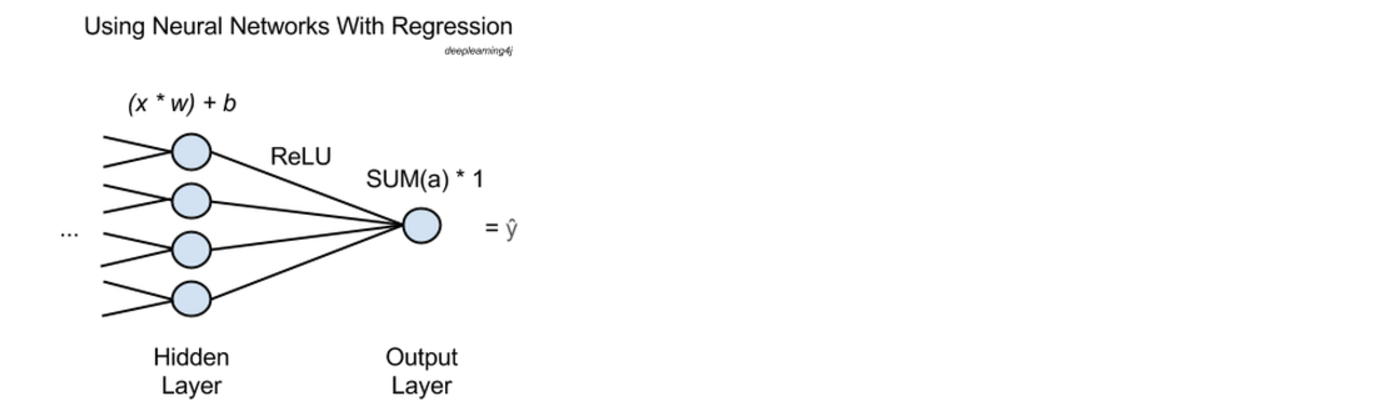 Using Neural Networks With Regression
deeplearning4j
(x * w) + b
ReLU
SUM(a) * 1
...
= ŷ
Hidden
Layer
Output
Layer